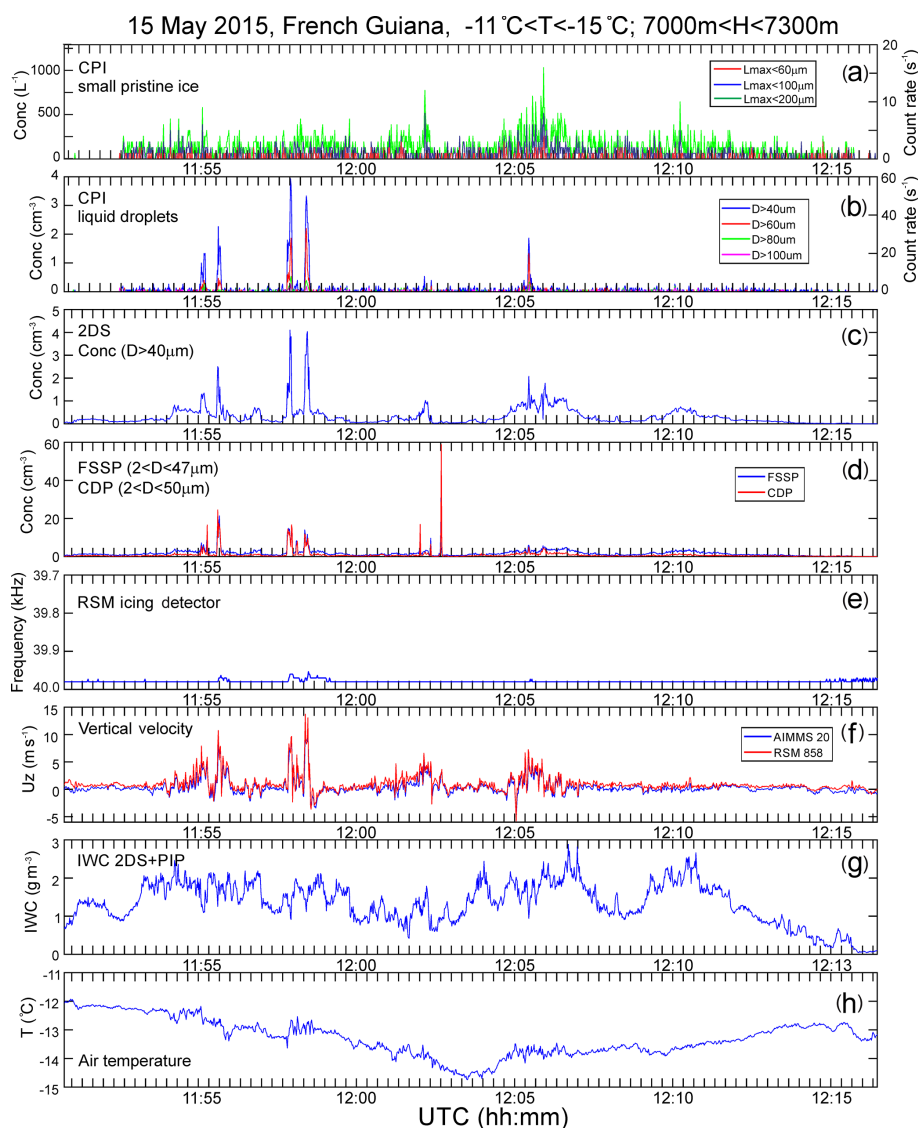 15 May 2015, French Guiana, -11°C<T<-15°C; 7000m<H<7300m
CPI
small pristine ice
(a)
Lmax<60μm
Lmax<100μm
Lmax<200μm
Conc (L-1)
1000
500
0
Count rate (s-1)
20
10
0
11:55 12:00 12:05 12:10 12:15
CPI
liquid droplets
(b)
D>40um
D>60um
D>80um
D>100um
Conc (cm-3)
4
3
2
1
0
Count rate (s-1)
60
40
20
0
11:55 12:00 12:05 12:10 12:15
2DS
Conc (D>40μm)
(c)
Conc (cm-3)
5
4
3
2
1
0
11:55 12:00 12:05 12:10 12:15
FSSP (2<D<47μm)
CDP (2<D<50μm)
(d)
FSSP
CDP
Conc (cm-3)
60
40
20
0
11:55 12:00 12:05 12:10 12:15
RSM icing detector
(e)
Frequency (kHz)
39.7
39.8
39.9
40.0
11:55 12:00 12:05 12:10 12:15
Vertical velocity
(f)
AIMMS 20
RSM 858
Uz (m s-1)
15
10
5
0
-5
11:55 12:00 12:05 12:10 12:15
IWC 2DS+PIP
(g)
IWC (g m-3)
3
2
1
0
11:55 12:00 12:05 12:10 12:13
(h)
Air temperature
T (°C)
-11
-12
-13
-14
-15
11:55 12:00 12:05 12:10 12:15
UTC (hh:mm)